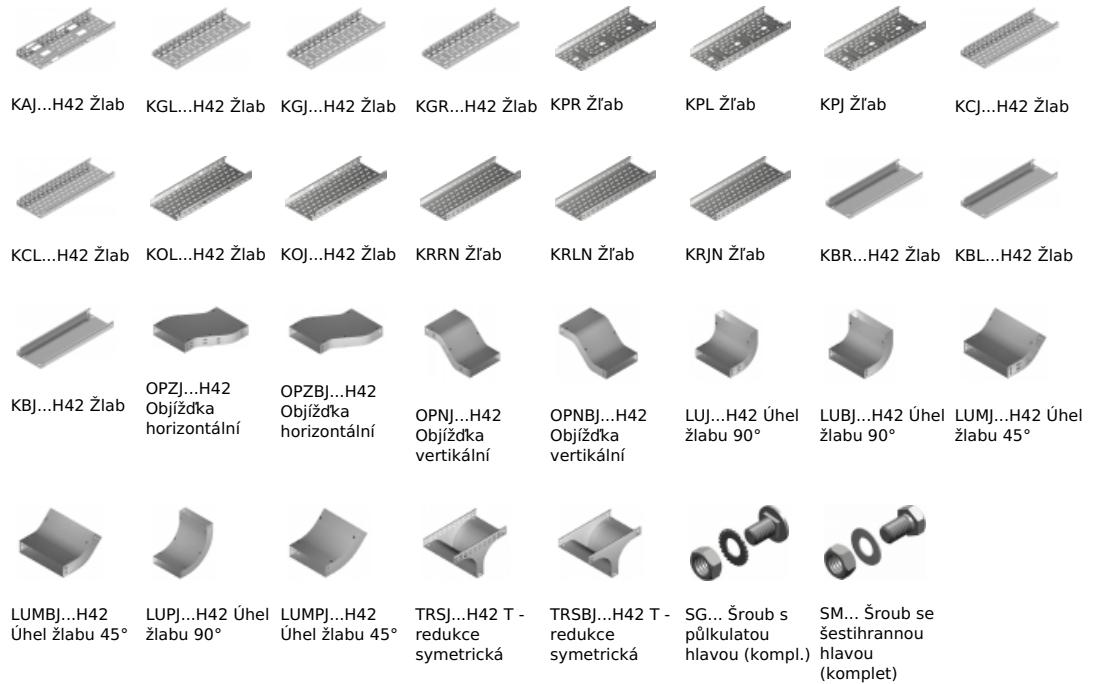 KAJ...H42 Žlab
KGL...H42 Žlab
KGJ...H42 Žlab
KGR...H42 Žlab
KPR Žľab
KPL Žľab
KPJ Žľab
KCJ...H42 Žlab
KCL...H42 Žlab
KOL...H42 Žlab
KOJ...H42 Žlab
KRRN Žľab
KRLN Žľab
KRJN Žľab
KBR...H42 Žlab
KBL...H42 Žlab
KBJ...H42 Žlab
OPZJ...H42
Objížďka
horizontální
OPZBJ...H42
Objížďka
horizontální
OPNJ...H42
Objížďka
vertikální
OPNBJ...H42
Objížďka
vertikální
LUJ...H42 Úhel
žlabu 90°
LUBJ...H42 Úhel
žlabu 90°
LUMJ...H42 Úhel
žlabu 45°
LUMBJ...H42
Úhel žlabu 45°
LUPJ...H42 Úhel
žlabu 90°
LUMPJ...H42
Úhel žlabu 45°
TRSJ...H42 T -
redukce
symetrická
TRSBJ...H42 T -
redukce
symetrická
SG... Šroub s
půlkulatou
hlavou (kompl.)
SM... Šroub se
šestihrannou
hlavou
(komplet)